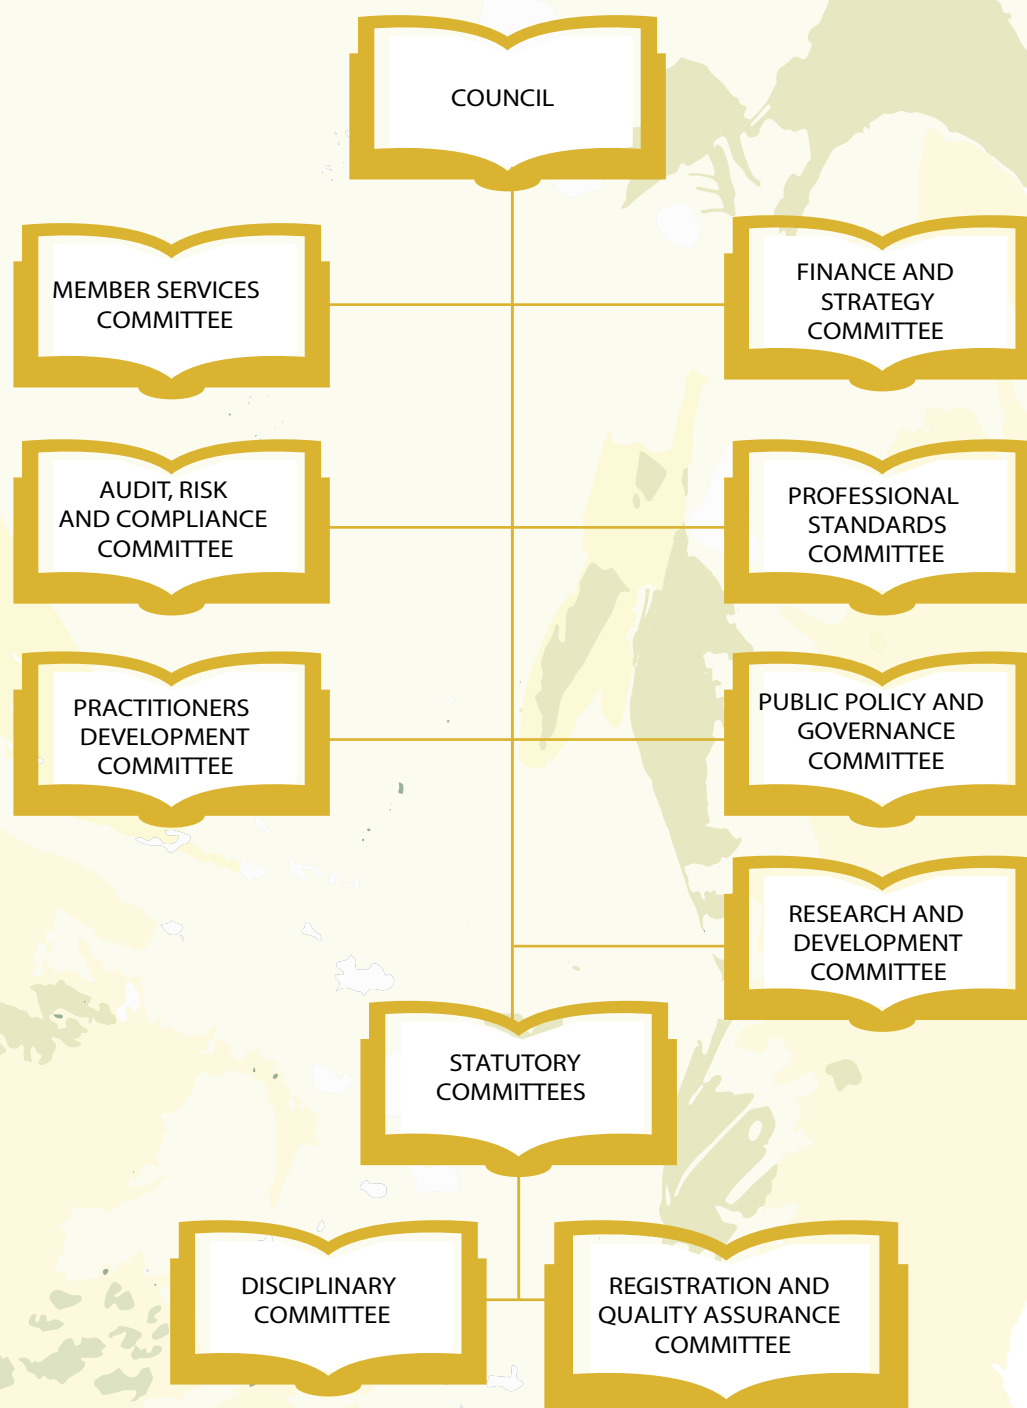 COUNCIL
MEMBER SERVICES
COMMITTEE
FINANCE AND
STRATEGY
COMMITTEE
AUDIT, RISK
AND COMPLIANCE
COMMITTEE
PROFESSIONAL
STANDARDS
COMMITTEE
PRACTITIONERS
DEVELOPMENT
COMMITTEE
PUBLIC POLICY AND
GOVERNANCE
COMMITTEE
RESEARCH AND
DEVELOPMENT
COMMITTEE
STATUTORY
COMMITTEES
DISCIPLINARY
COMMITTEE
REGISTRATION AND
QUALITY ASSURANCE
COMMITTEE